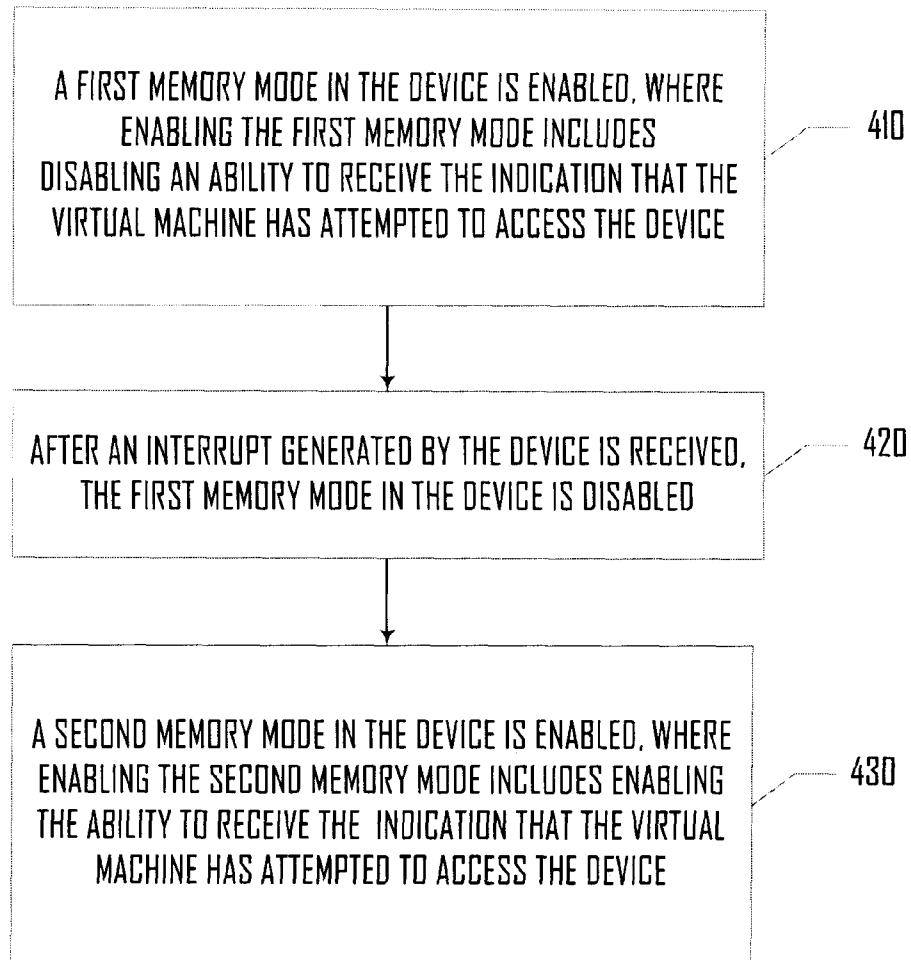 A FIRST MEMORY MODE IN THE DEVICE IS ENABLED, WHERE
ENABLING THE FIRST MEMORY MODE INCLUDES
DISABLING AN ABILITY TO RECEIVE THE INDICATION THAT THE
VIRTUAL MACHINE HAS ATTEMPTED TO ACCESS THE DEVICE
410
AFTER AN INTERRUPT GENERATED BY THE DEVICE IS RECEIVED,
THE FIRST MEMORY MODE IN THE DEVICE IS DISABLED
420
A SECOND MEMORY MODE IN THE DEVICE IS ENABLED, WHERE
ENABLING THE SECOND MEMORY MODE INCLUDES ENABLING
THE ABILITY TO RECEIVE THE INDICATION THAT THE VIRTUAL
MACHINE HAS ATTEMPTED TO ACCESS THE DEVICE
430